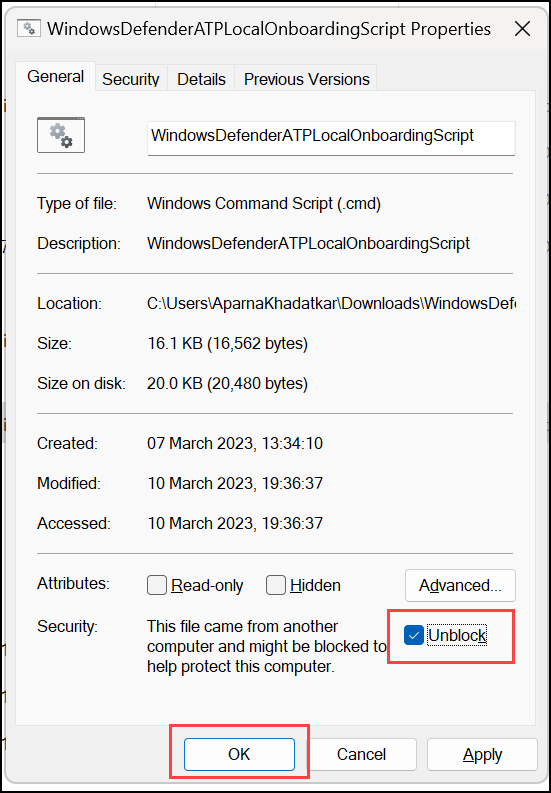 WindowsDefenderATPLocalOnboardingScript Properties
General Security Details Previous Versions
WindowsDefenderATPLocalOnboardingScript
Type of file: Windows Command Script (.cmd)
Description: WindowsDefenderATPLocalOnboardingScript
Location: C:\Users\AparnaKhadatkar\Downloads\WindowsDefe
Size: 16.1 KB (16,562 bytes)
Size on disk: 20.0 KB (20,480 bytes)
Created: 07 March 2023, 13:34:10
Modified: 10 March 2023, 19:36:37
Accessed: 10 March 2023, 19:36:37
Attributes: Read-only Hidden Advanced...
Security: This file came from another
computer and might be blocked to Unblock
help protect this computer.
OK Cancel Apply